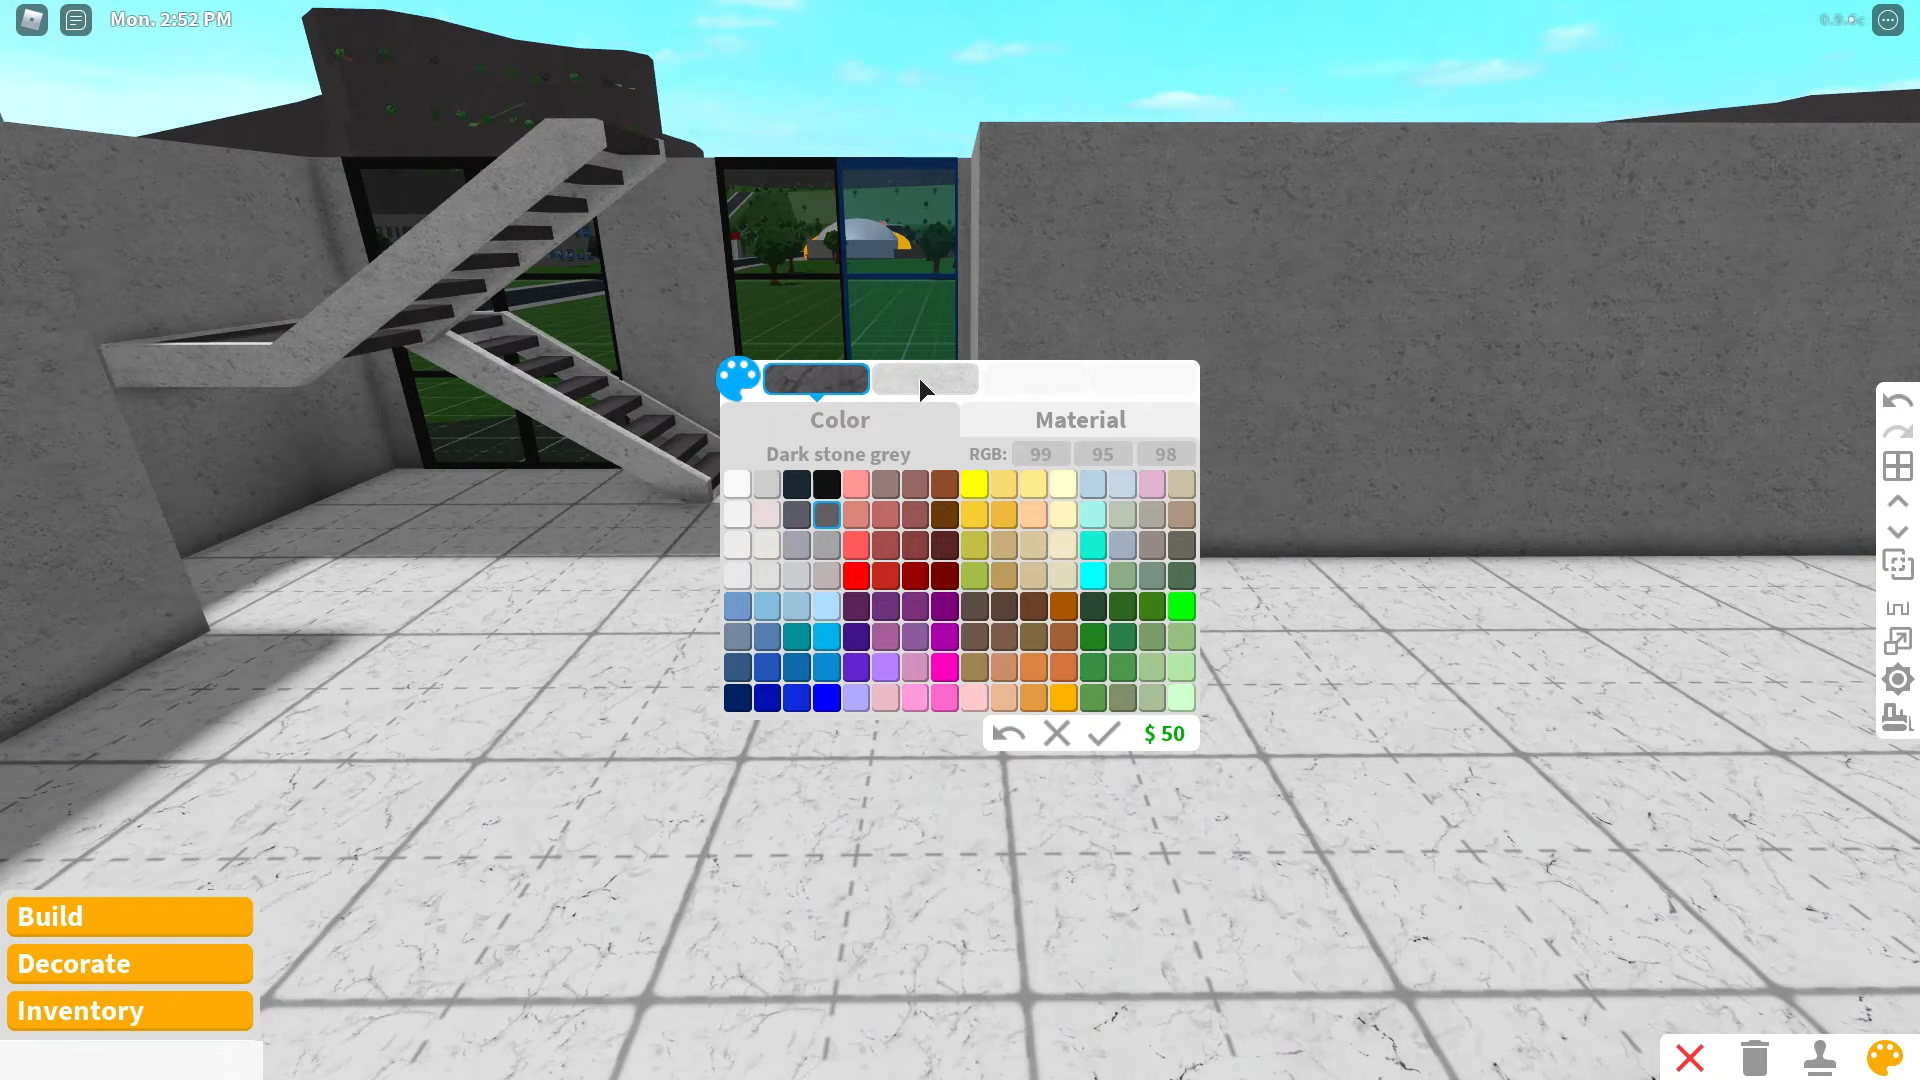 Mon. 2:52 PM
Color
Material
Dark stone grey
RGB: 99 95 98
$ 50
Build
Decorate
Inventory